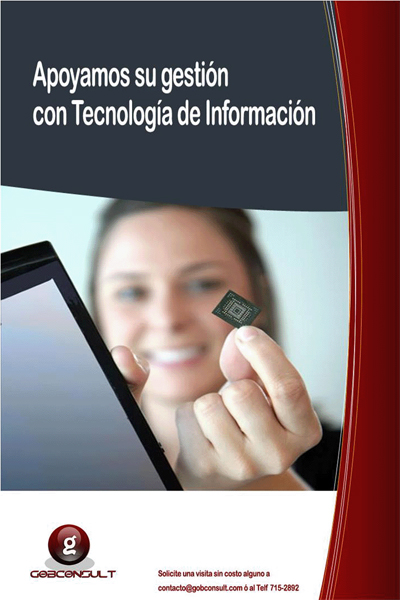 Apoyamos su gestión
con Tecnología de Información
g
GOBCONSULT
Solicite una visita sin costo alguno a
contacto@gobconsult.com ó al Telf 715-2892